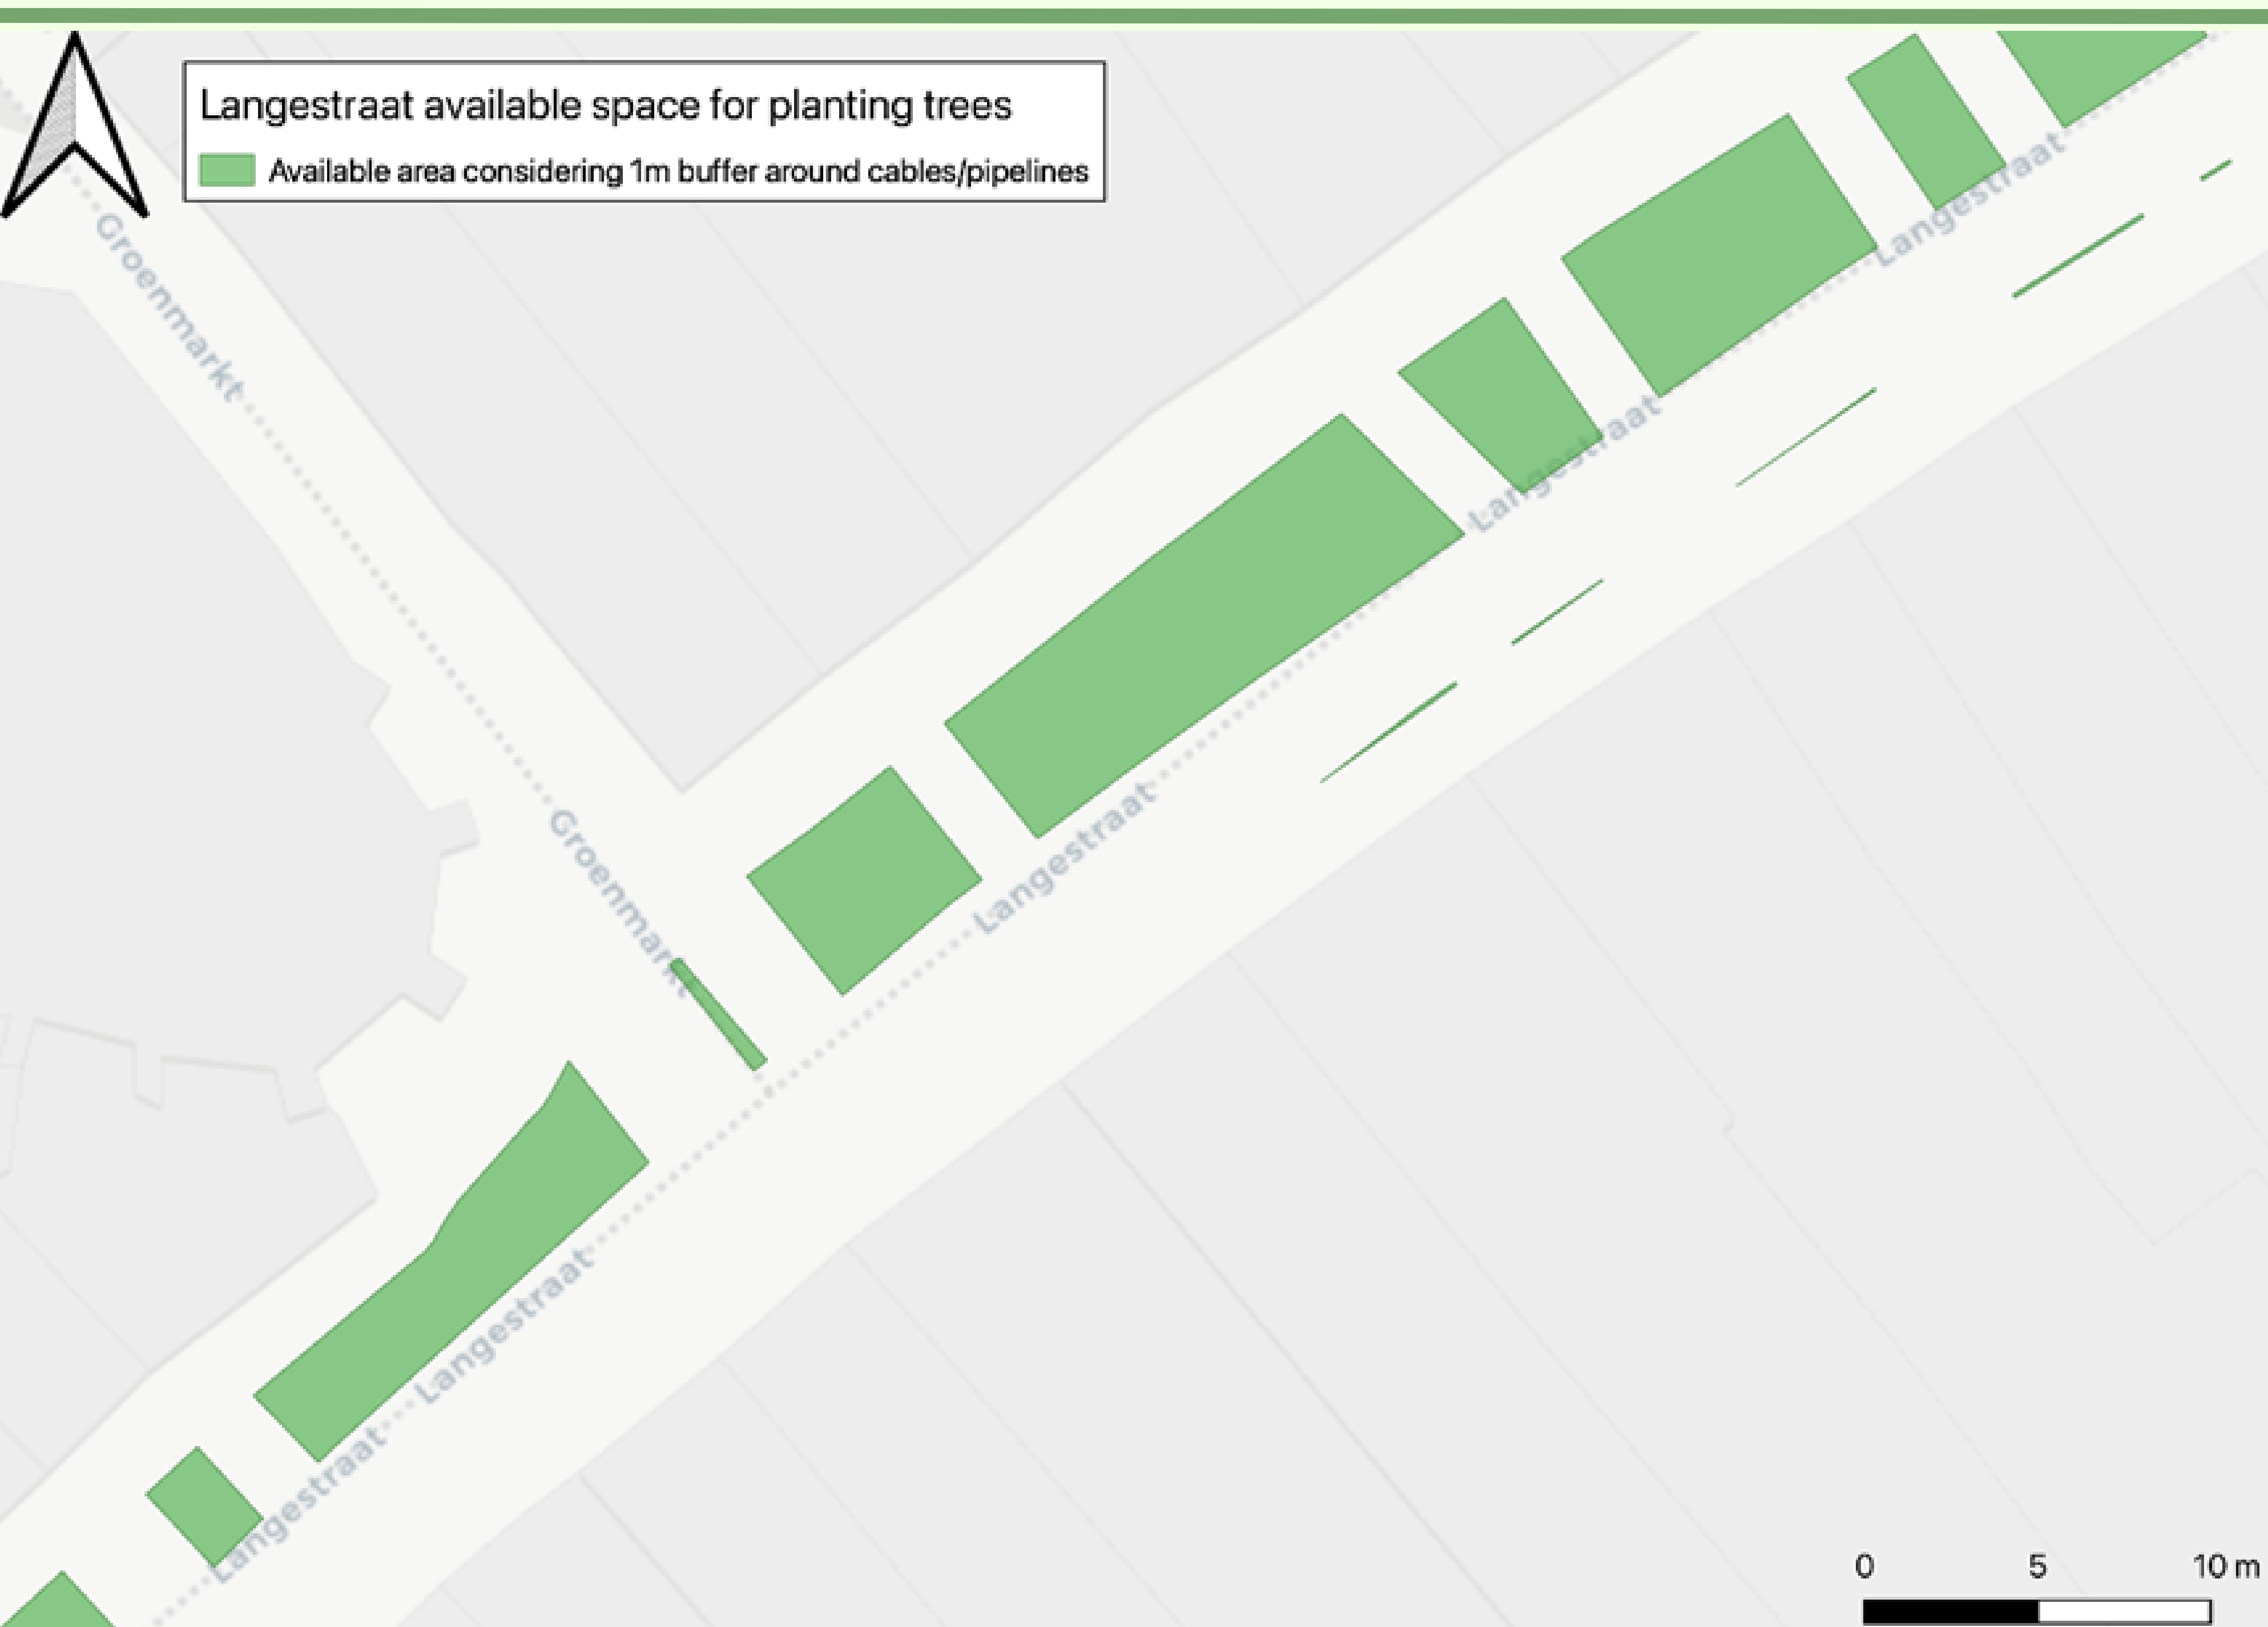 Langestraat available space for planting trees
Available area considering 1m buffer around cables/pipelines
Langestraat
Groenmarkt
Langestraat
Langestraat
Groenmarkt
Langestraat
Langestraat
0 5 10 m